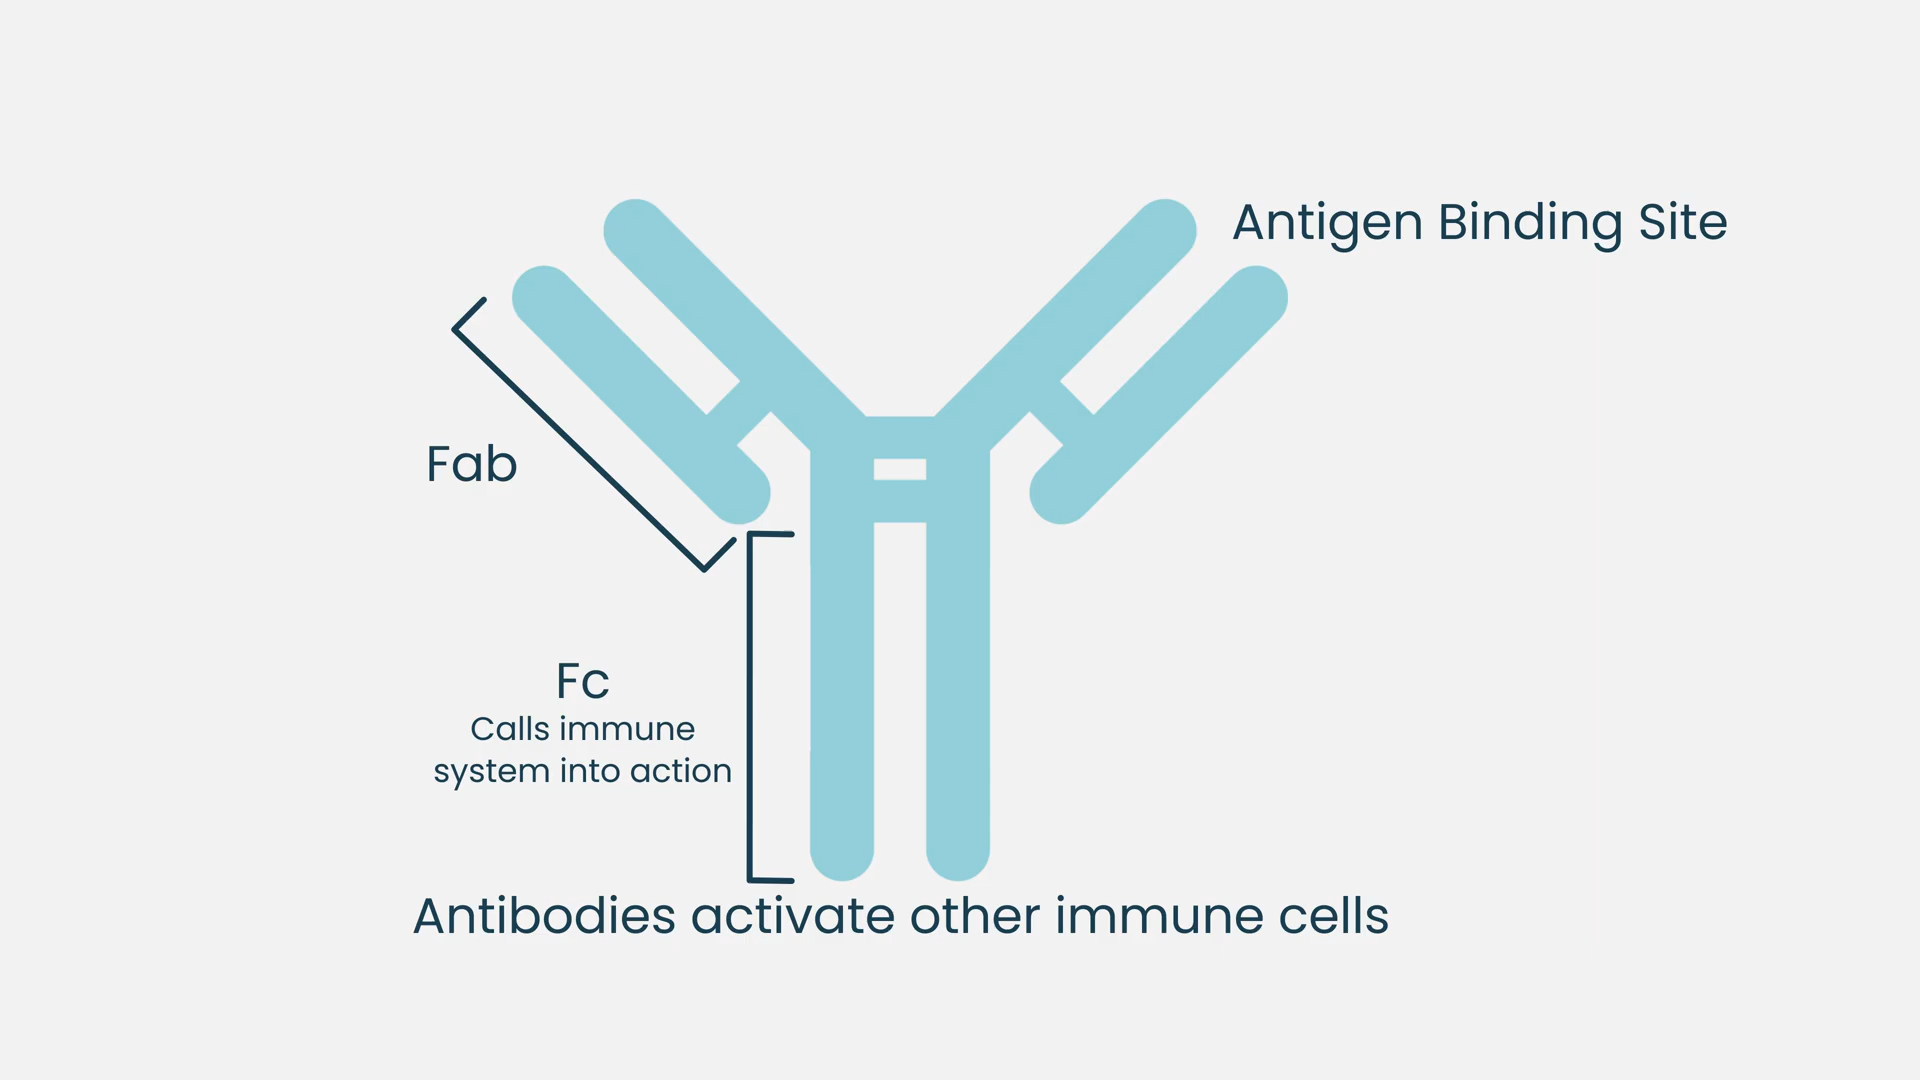 Antigen Binding Site
Fab
Fc
Calls immune
system into action
Antibodies activate other immune cells